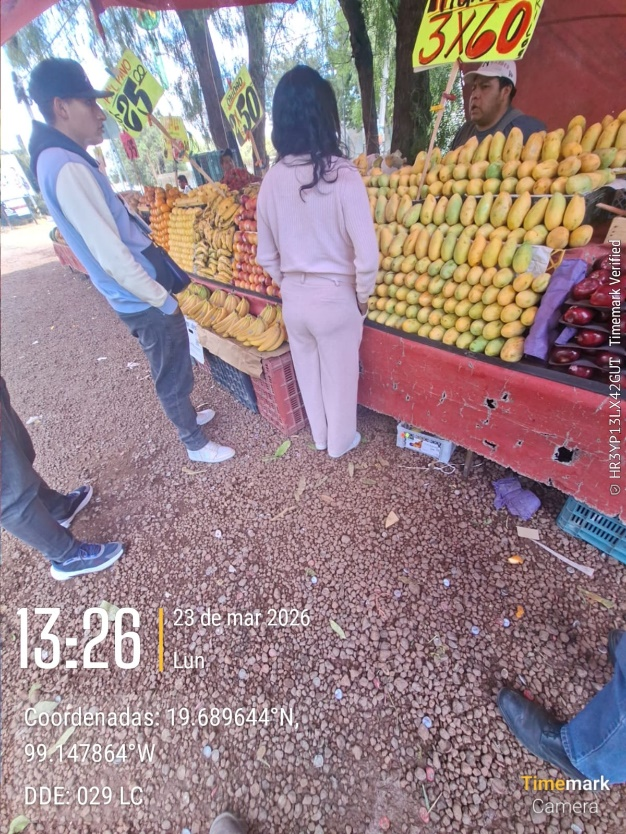 3X60
$25
13:26
23 de mar 2026
Lun
Coordenadas: 19.689644°N,
99.147864°W
DDE: 029 LC
Timemark
Camera
© HR3YP13LX42GUT Timemark Verified